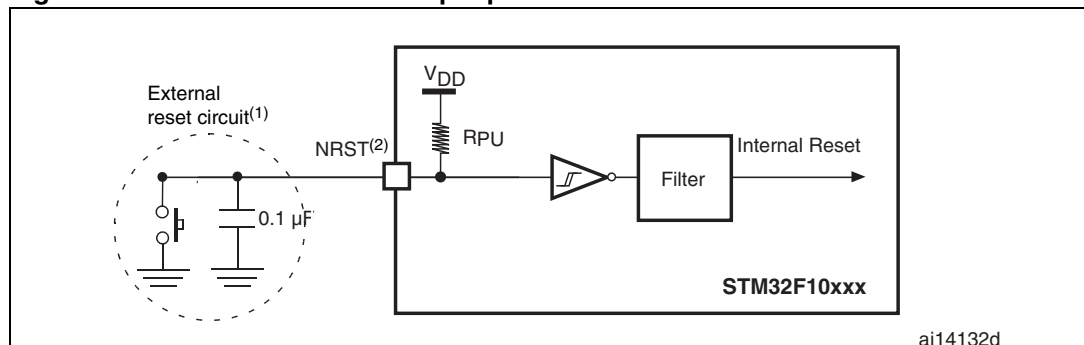 VDD
External
reset circuit(1)
NRST(2)
RPU
Internal Reset
Filter
0.1 µF
STM32F10xxx
ai14132d